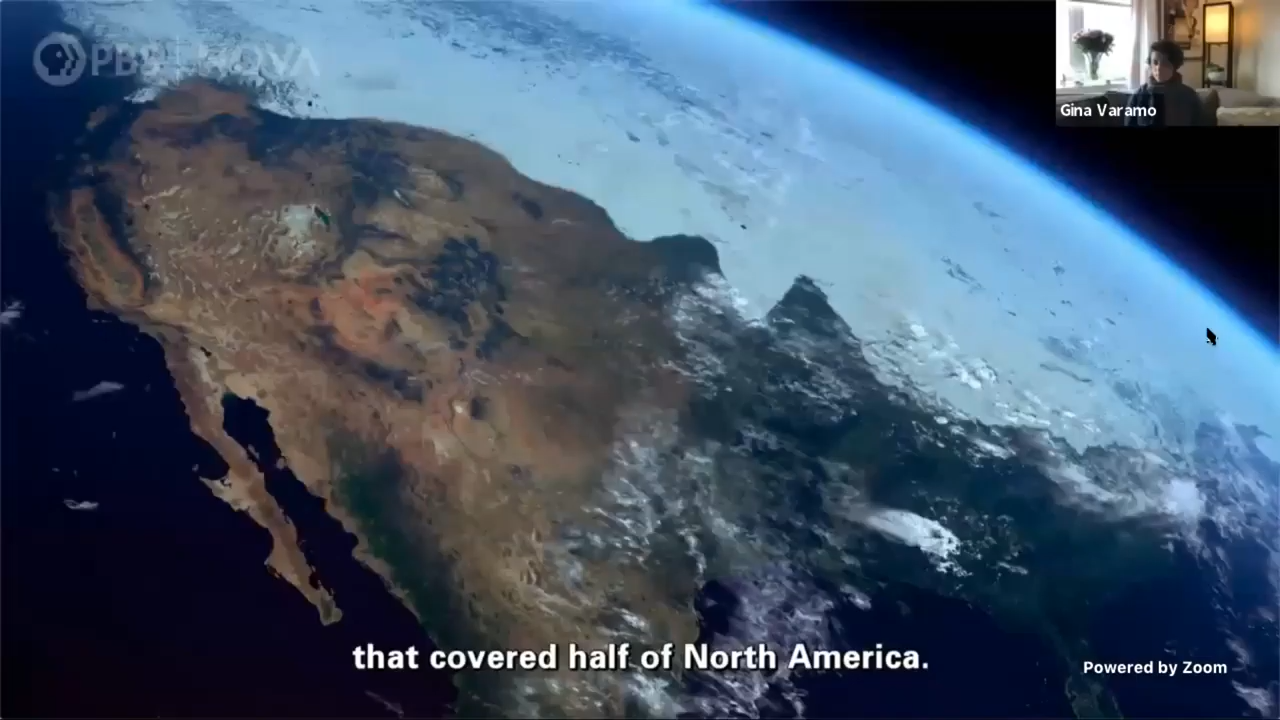 PBS | NOVA
Gina Varamo
that covered half of North America.
Powered by Zoom